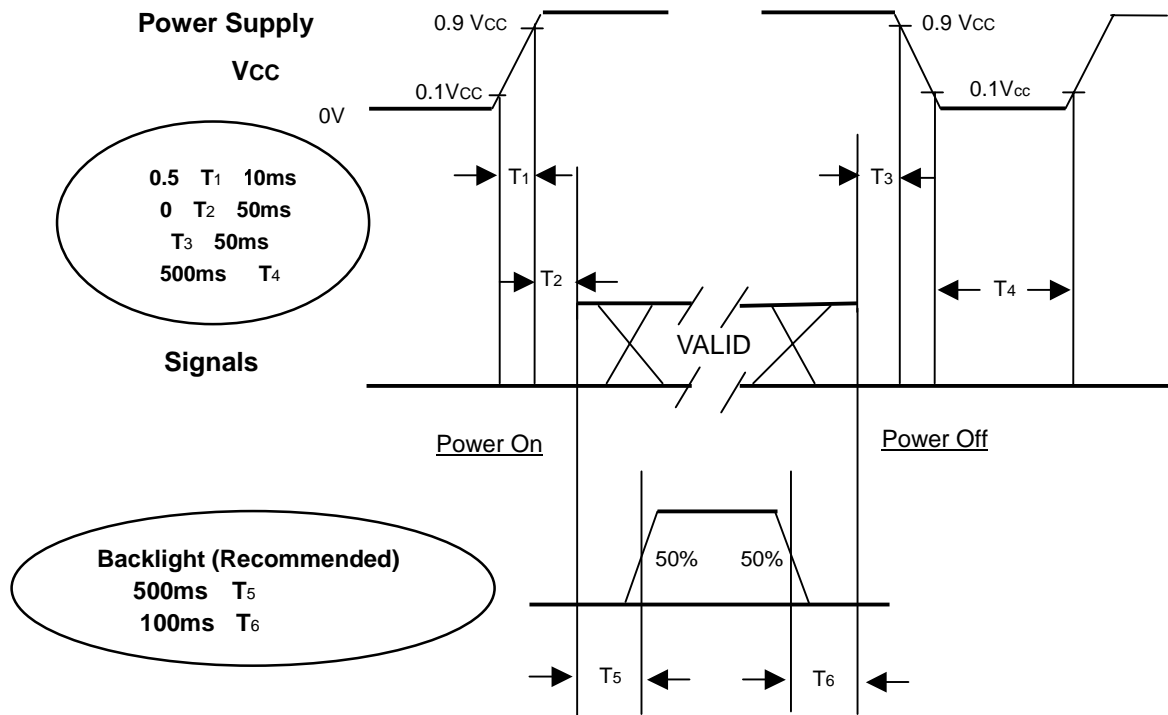 Power Supply
VCC
0.9 VCC
0.9 VCC
0.1VCC
0.1Vcc
0V
0.5 T1 10ms
0 T2 50ms
T3 50ms
500ms T4
T1
T3
T2
T4
VALID
Signals
Power On
Power Off
Backlight (Recommended)
500ms T5
100ms T6
50%
50%
T5
T6